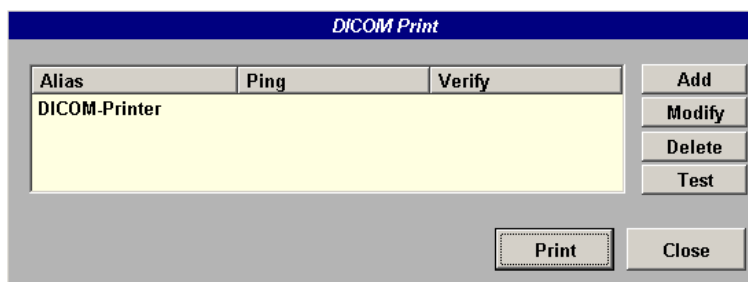 DICOM Print
Alias Ping Verify
DICOM-Printer
Add
Modify
Delete
Test
Print Close